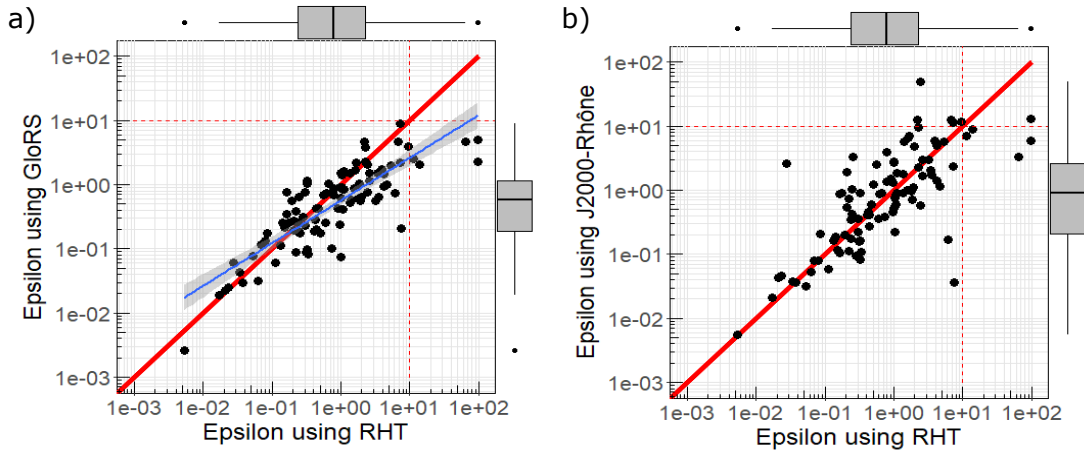 a)
b)
1e+02
1e+01
1e+00
1e-01
1e-02
1e-03
Epsilon using GloRS
1e-03 1e-02 1e-01 1e+00 1e+01 1e+02
Epsilon using RHT
1e+02
1e+01
1e+00
1e-01
1e-02
1e-03
Epsilon using J2000-Rhône
1e-03 1e-02 1e-01 1e+00 1e+01 1e+02
Epsilon using RHT